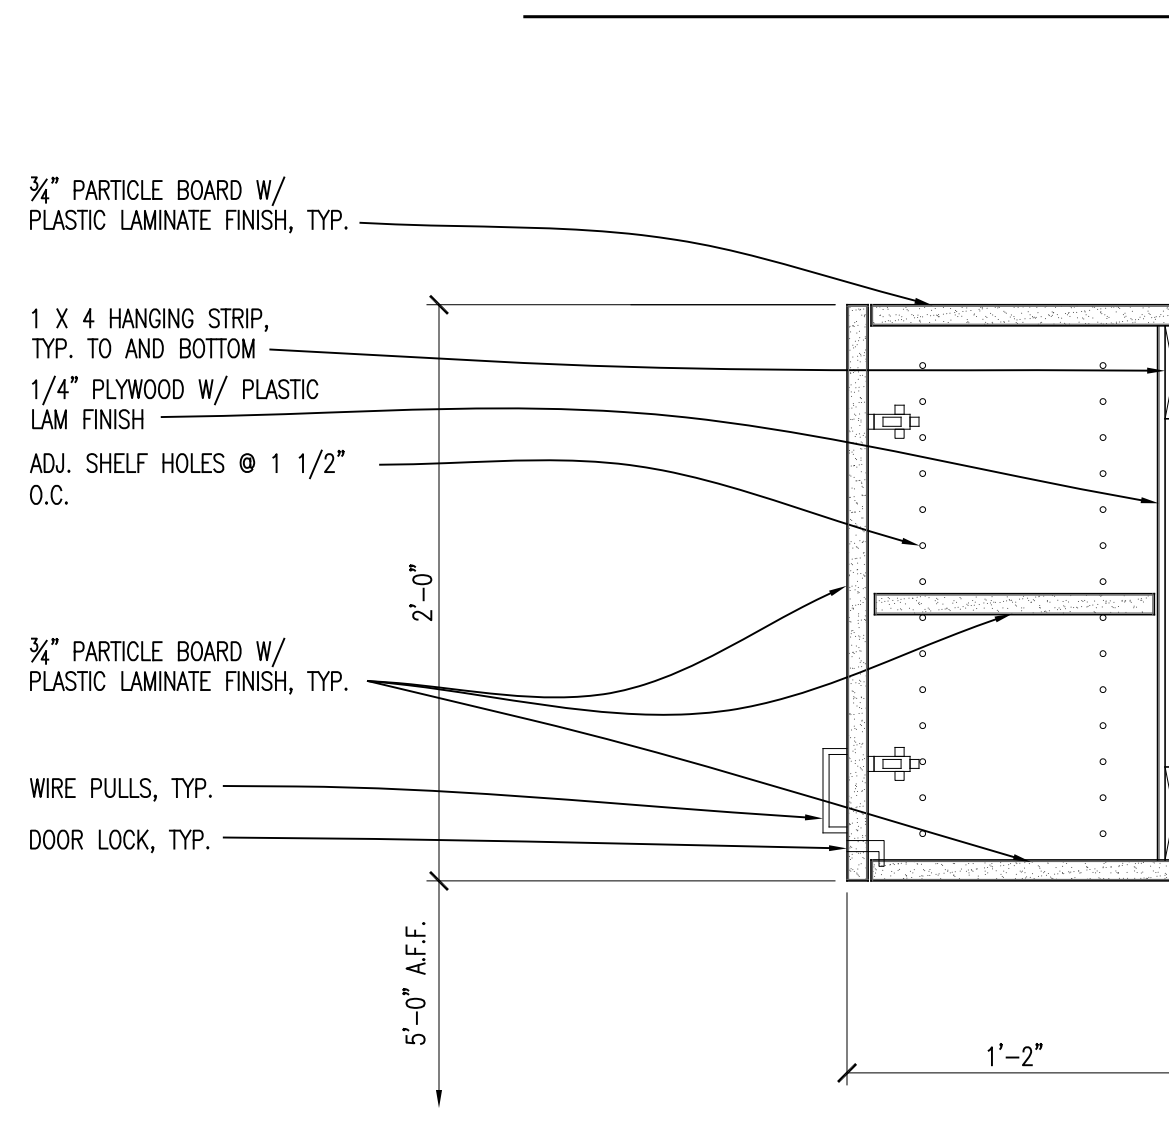 ¾" PARTICLE BOARD W/
PLASTIC LAMINATE FINISH, TYP.
1 X 4 HANGING STRIP,
TYP. TO AND BOTTOM
1/4" PLYWOOD W/ PLASTIC
LAM FINISH
ADJ. SHELF HOLES @ 1 1/2"
O.C.
2'-0"
¾" PARTICLE BOARD W/
PLASTIC LAMINATE FINISH, TYP.
WIRE PULLS, TYP.
DOOR LOCK, TYP.
5'-0" A.F.F.
1'-2"